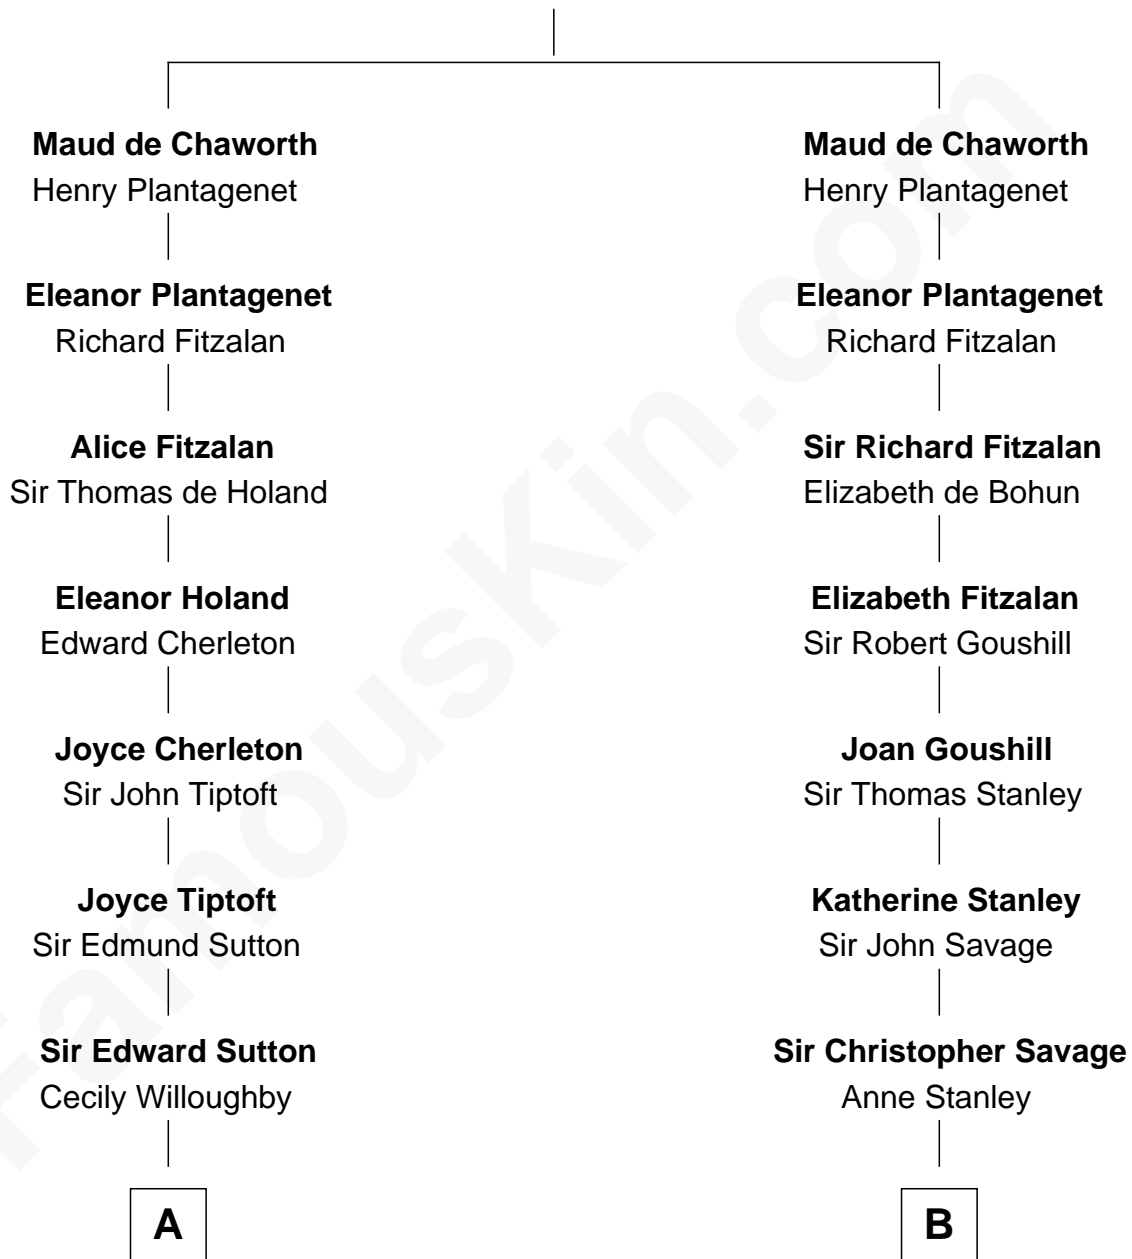 Maud de Chaworth
Henry Plantagenet
Eleanor Plantagenet
Richard Fitzalan
Alice Fitzalan
Sir Thomas de Holand
Eleanor Holand
Edward Cherleton
Joyce Cherleton
Sir John Tiptoft
Joyce Tiptoft
Sir Edmund Sutton
Sir Edward Sutton
Cecily Willoughby
A
Maud de Chaworth
Henry Plantagenet
Eleanor Plantagenet
Richard Fitzalan
Sir Richard Fitzalan
Elizabeth de Bohun
Elizabeth Fitzalan
Sir Robert Goushill
Joan Goushill
Sir Thomas Stanley
Katherine Stanley
Sir John Savage
Sir Christopher Savage
Anne Stanley
B
FamousKin.com